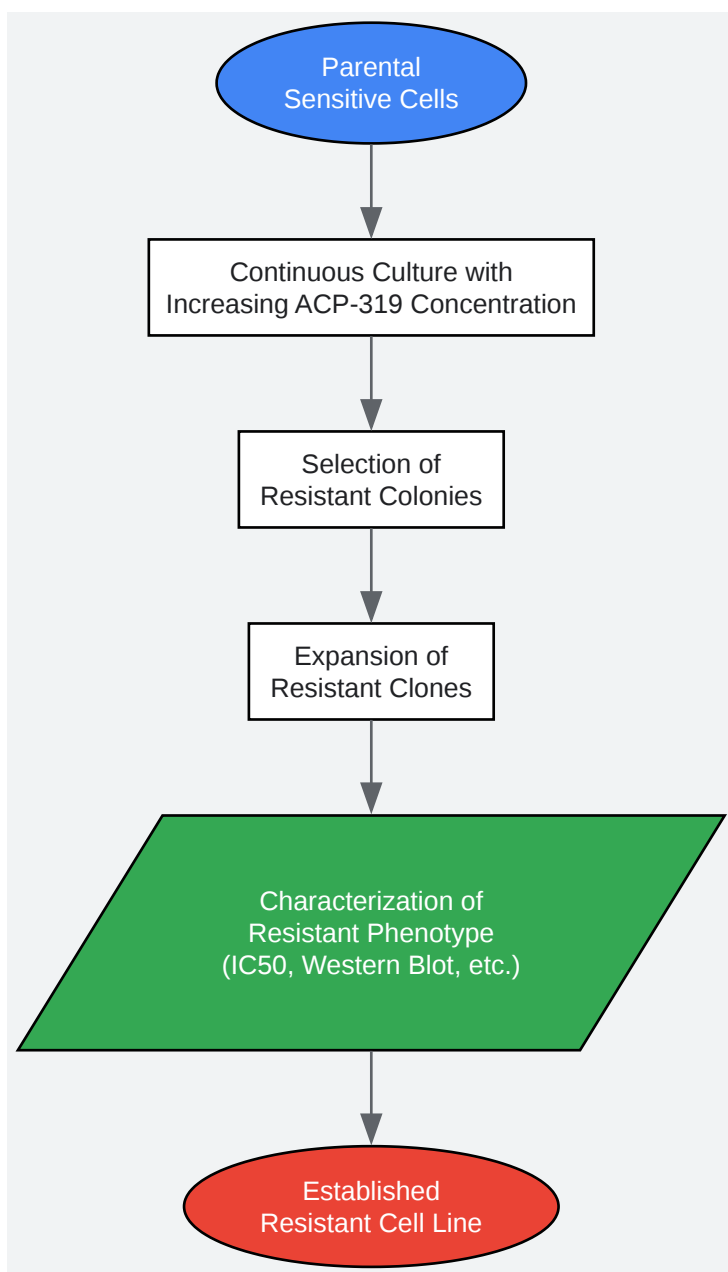 Parental
Sensitive Cells
Continuous Culture with
Increasing ACP-319 Concentration
Selection of
Resistant Colonies
Expansion of
Resistant Clones
Characterization of
Resistant Phenotype
(IC50, Western Blot, etc.)
Established
Resistant Cell Line